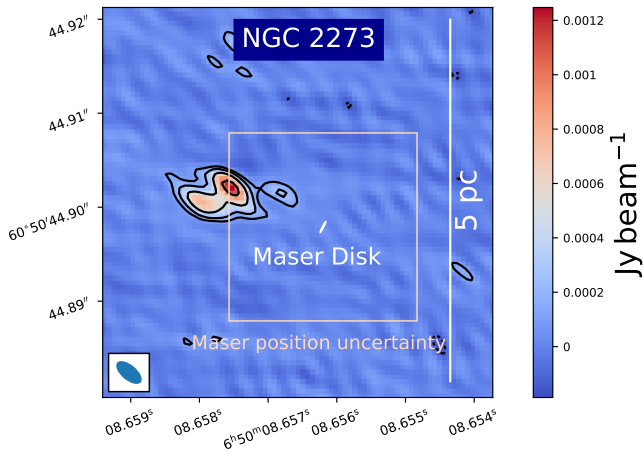 NGC 2273
44.92″
44.91″
60°50′44.90″
44.89″
5 pc
Maser Disk
Maser position uncertainty
08.659ˢ
08.658ˢ
6ʰ50ᵐ08.657ˢ
08.656ˢ
08.655ˢ
08.654ˢ
0.0012
0.001
0.0008
0.0006
0.0004
0.0002
0
Jy beam⁻¹